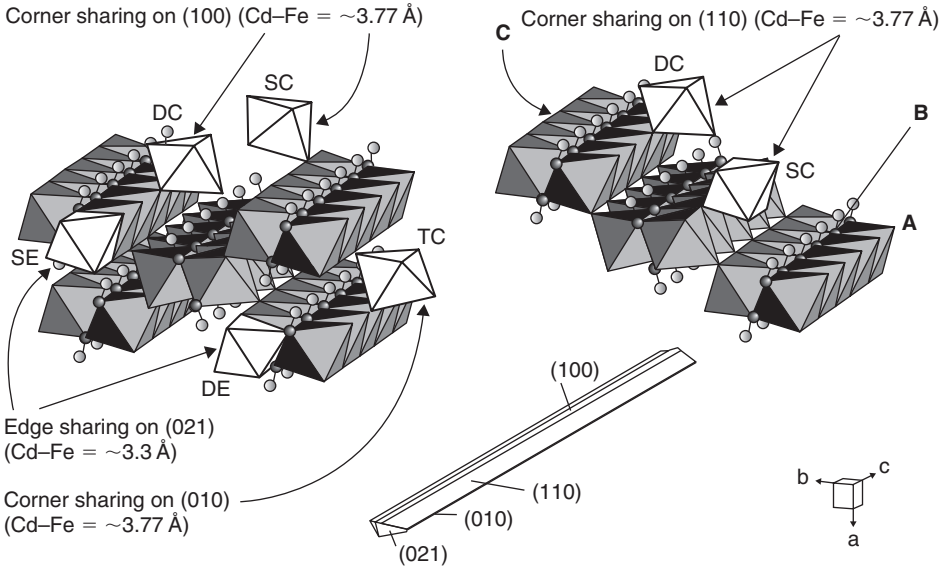 Corner sharing on (100) (Cd–Fe = ~3.77 Å)
Corner sharing on (110) (Cd–Fe = ~3.77 Å)
C
DC
SC
DC
B
SC
A
SE
TC
DE
Edge sharing on (021)
(Cd–Fe = ~3.3 Å)
Corner sharing on (010)
(Cd–Fe = ~3.77 Å)
(100)
(110)
(010)
(021)
b
c
a